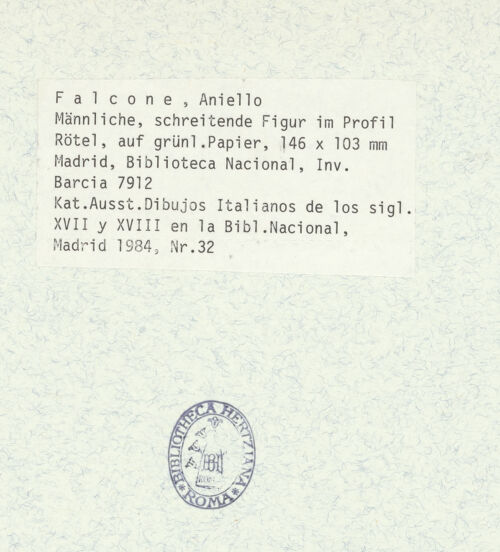 F a l c o n e , Aniello
Männliche, schreitende Figur im Profil
Rötel, auf grünl.Papier, 146 x 103 mm
Madrid, Biblioteca Nacional, Inv.
Barcia 7912
Kat.Ausst.Dibujos Italianos de los sigl.
XVII y XVIII en la Bibl.Nacional,
Madrid 1984, Nr.32
BIBLIOTHECA HERTZIANA
* ROMA *